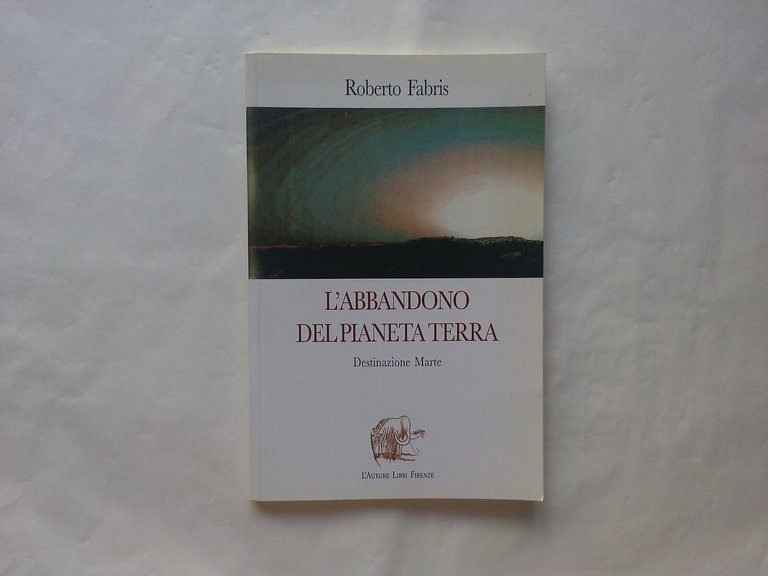 Roberto Fabris
L'ABBANDONO
DEL PIANETA TERRA
Destinazione Marte
L'AUTORE LIBRI FIRENZE